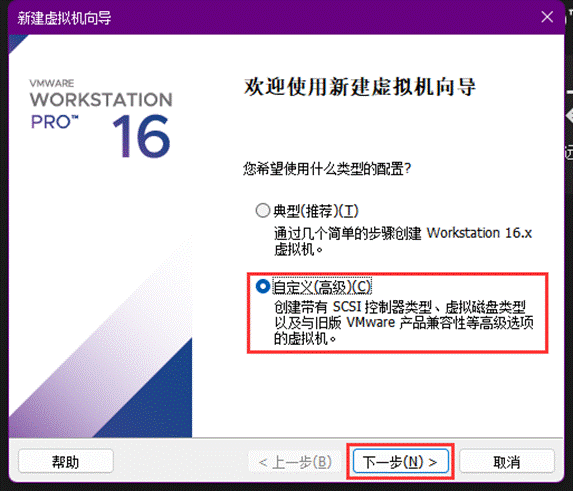 新建虚拟机向导
VMWARE
WORKSTATION
PRO™ 16
欢迎使用新建虚拟机向导
您希望使用什么类型的配置?
典型(推荐)(T)
通过几个简单的步骤创建 Workstation 16.x
虚拟机。
自定义(高级)(C)
创建带有 SCSI 控制器类型、虚拟磁盘类型
以及与旧版 VMware 产品兼容性等高级选项
的虚拟机。
帮助
< 上一步(B)
下一步(N) >
取消